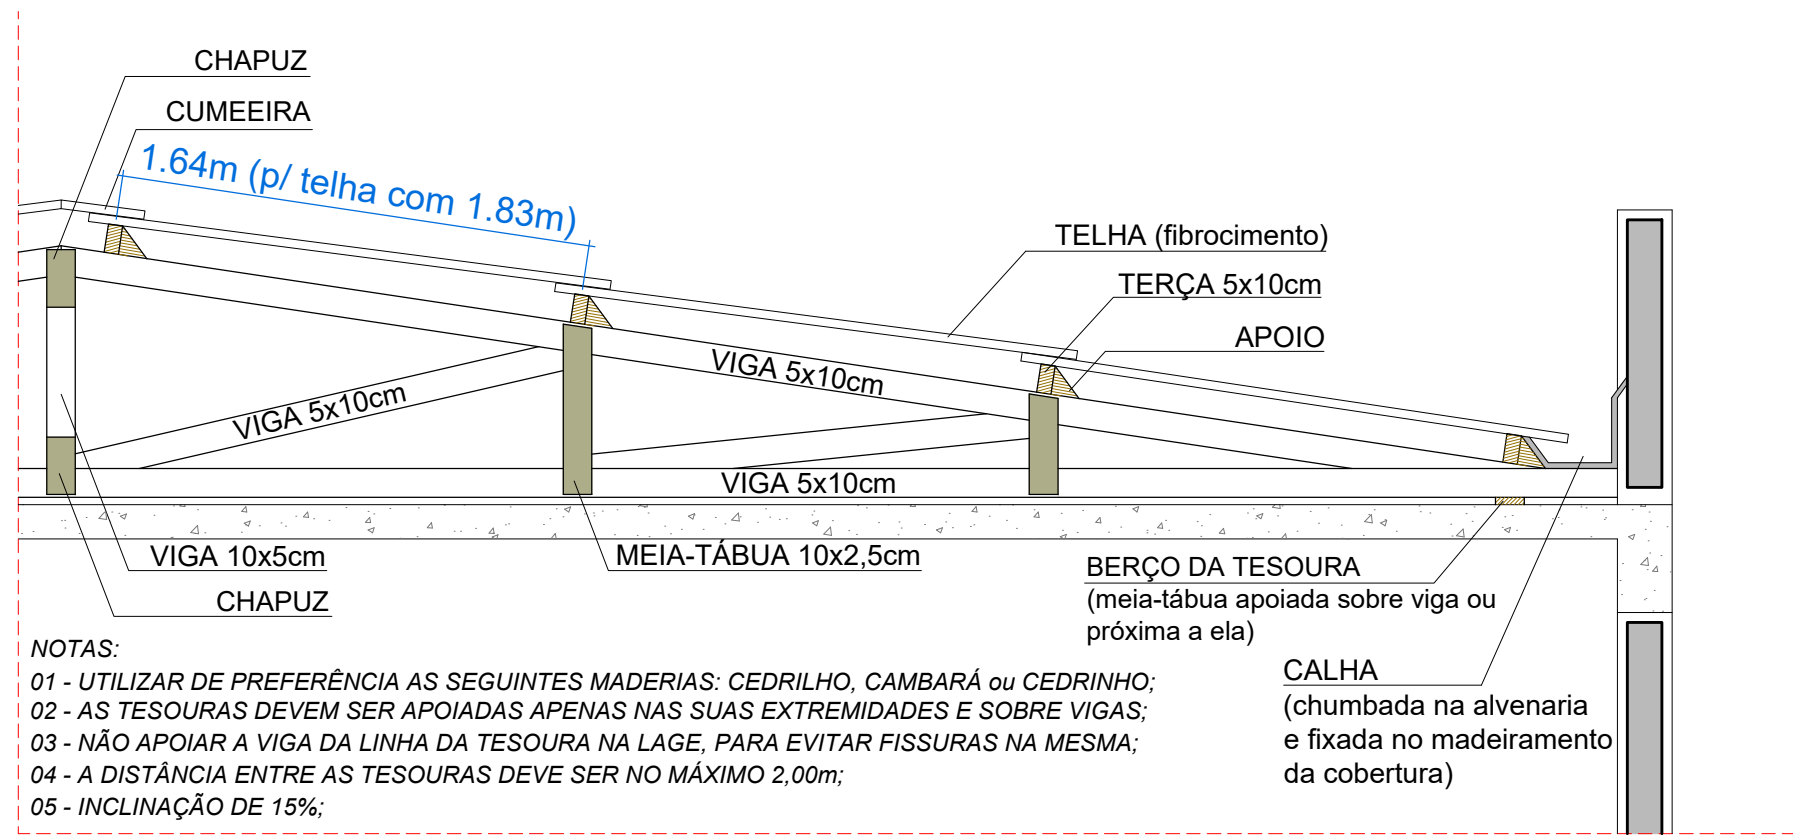 CHAPUZ
CUMEEIRA
1.64m (p/ telha com 1.83m)
TELHA (fibrocimento)
TERÇA 5x10cm
APOIO
VIGA 5x10cm
VIGA 5x10cm
VIGA 5x10cm
VIGA 10x5cm
MEIA-TÁBUA 10x2,5cm
CHAPUZ
BERÇO DA TESOURA
(meia-tábua apoiada sobre viga ou
próxima a ela)
CALHA
(chumbada na alvenaria
e fixada no madeiramento
da cobertura)
NOTAS:
01 - UTILIZAR DE PREFERÊNCIA AS SEGUINTES MADERIAS: CEDRILHO, CAMBARÁ ou CEDRINHO;
02 - AS TESOURAS DEVEM SER APOIADAS APENAS NAS SUAS EXTREMIDADES E SOBRE VIGAS;
03 - NÃO APOIAR A VIGA DA LINHA DA TESOURA NA LAGE, PARA EVITAR FISSURAS NA MESMA;
04 - A DISTÂNCIA ENTRE AS TESOURAS DEVE SER NO MÁXIMO 2,00m;
05 - INCLINAÇÃO DE 15%;